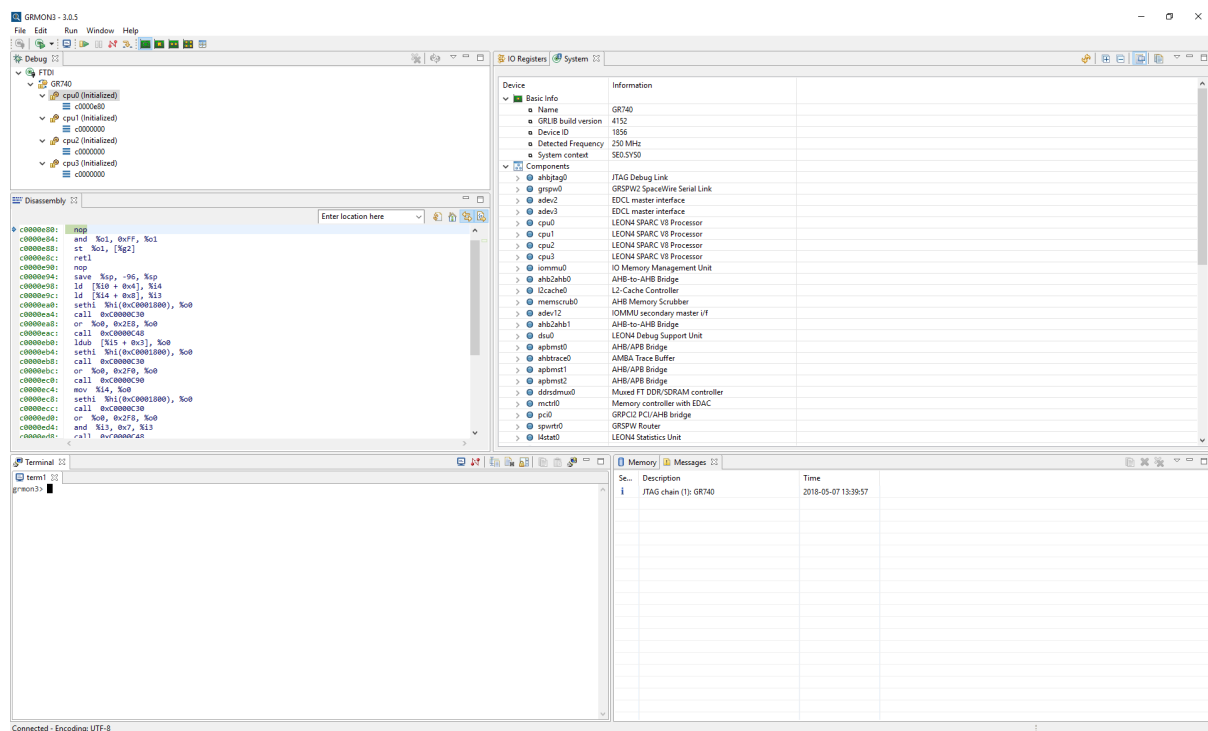 GRMON3 - 3.0.5
File Edit Run Window Help
Debug
FTDI
GR740
cpu0 (Initialized)
c0000e80
cpu1 (Initialized)
c0000000
cpu2 (Initialized)
c0000000
cpu3 (Initialized)
c0000000
Disassembly
Enter location here
c0000e80: nop
c0000e84: and %o1, 0xFF, %o1
c0000e88: st %o1, [%g2]
c0000e8c: retl
c0000e90: nop
c0000e94: save %sp, -96, %sp
c0000e98: ld [%i0 + 0x4], %i4
c0000e9c: ld [%i4 + 0x8], %i3
c0000ea0: sethi %hi(0xC0001800), %o0
c0000ea4: call 0xC0000C30
c0000ea8: or %o0, 0x2E8, %o0
c0000eac: call 0xC0000C48
c0000eb0: ldub [%i5 + 0x3], %o0
c0000eb4: sethi %hi(0xC0001800), %o0
c0000eb8: call 0xC0000C30
c0000ebc: or %o0, 0x2F0, %o0
c0000ec0: call 0xC0000C90
c0000ec4: mov %i4, %o0
c0000ec8: sethi %hi(0xC0001800), %o0
c0000ecc: call 0xC0000C30
c0000ed0: or %o0, 0x2F8, %o0
c0000ed4: and %i3, 0x7, %i3
c0000ed8: call 0xC0000C48
IO Registers System
Device Information
Basic Info
Name GR740
GRLIB build version 4152
Device ID 1856
Detected Frequency 250 MHz
System context SE0.SYS0
Components
ahbjtag0 JTAG Debug Link
grspw0 GRSPW2 SpaceWire Serial Link
adev2 EDCL master interface
adev3 EDCL master interface
cpu0 LEON4 SPARC V8 Processor
cpu1 LEON4 SPARC V8 Processor
cpu2 LEON4 SPARC V8 Processor
cpu3 LEON4 SPARC V8 Processor
iommu0 IO Memory Management Unit
ahb2ahb0 AHB-to-AHB Bridge
l2cache0 L2-Cache Controller
memscrub0 AHB Memory Scrubber
adev12 IOMMU secondary master i/f
ahb2ahb1 AHB-to-AHB Bridge
dsu0 LEON4 Debug Support Unit
apbmst0 AHB/APB Bridge
ahbtrace0 AMBA Trace Buffer
apbmst1 AHB/APB Bridge
apbmst2 AHB/APB Bridge
ddrsdmux0 Muxed FT DDR/SDRAM controller
mctrl0 Memory controller with EDAC
pci0 GRPCI2 PCI/AHB bridge
spwrtr0 GRSPW Router
l4stat0 LEON4 Statistics Unit
Terminal
term1
grmon3>
Memory Messages
Se... Description Time
i JTAG chain (1): GR740 2018-05-07 13:39:57
Connected - Encoding: UTF-8